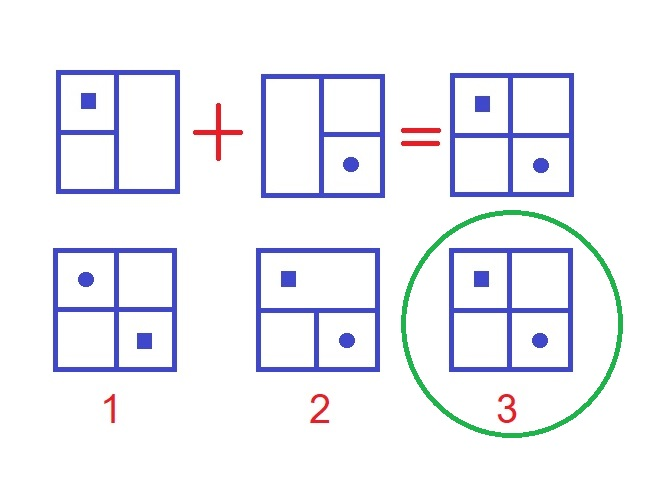 + =
1 2 3